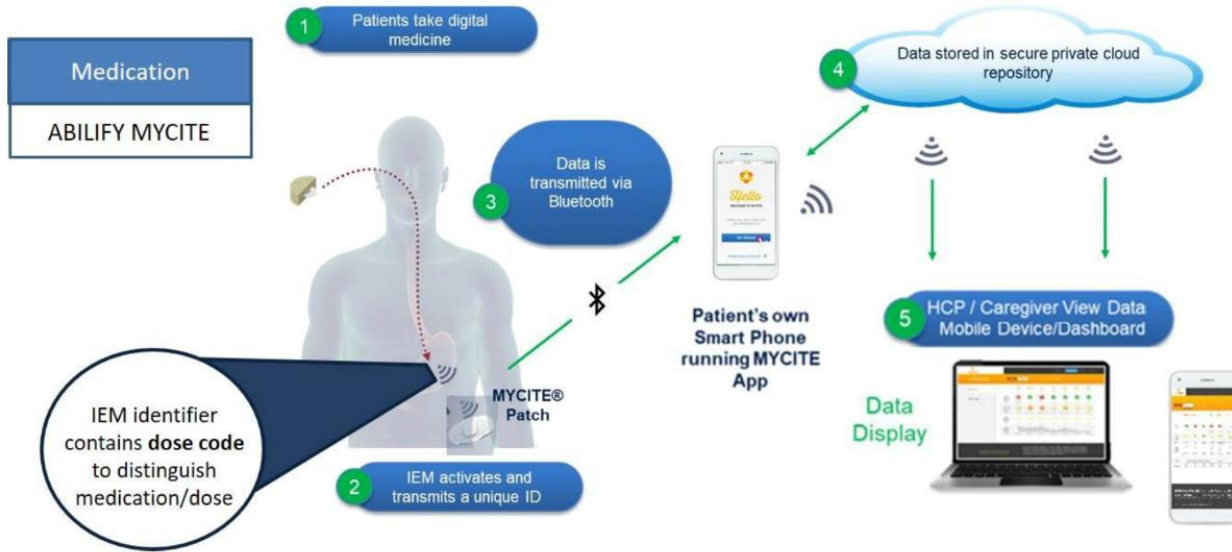 1
Patients take digital
medicine
Medication
ABILIFY MYCITE
4
Data stored in secure private cloud
repository
3
Data is
transmitted via
Bluetooth
Hello
Patient's own
Smart Phone
running MYCITE
App
5
HCP / Caregiver View Data
Mobile Device/Dashboard
Data
Display
MYCITE®
Patch
IEM identifier
contains dose code
to distinguish
medication/dose
2
IEM activates and
transmits a unique ID